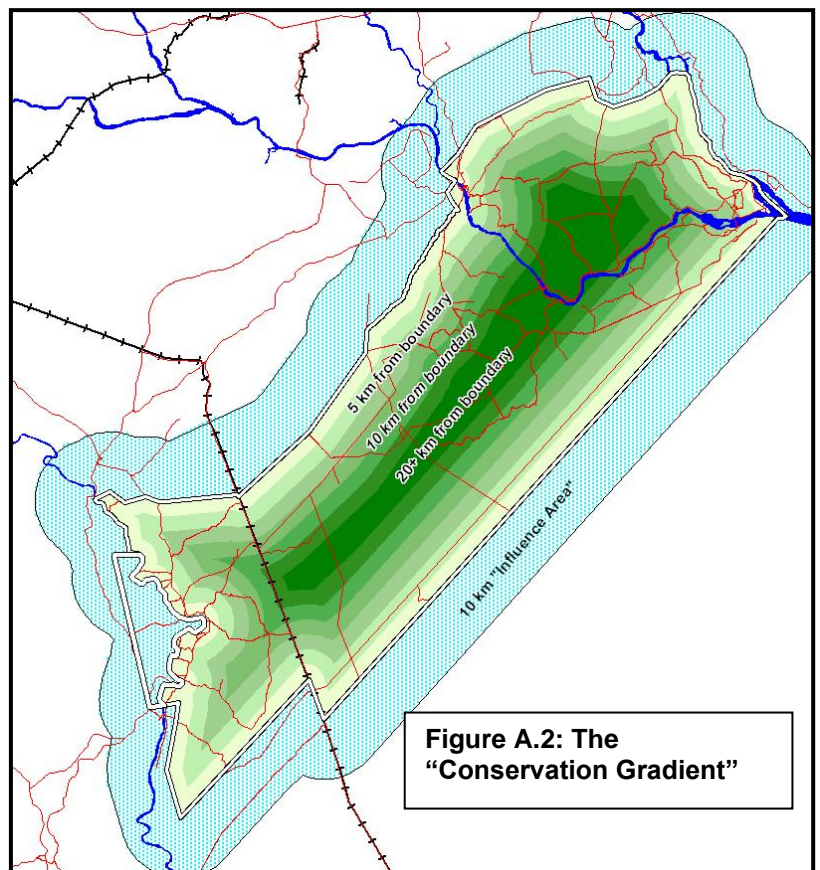 5 km from boundary
10 km from boundary
20+ km from boundary
10 km "Influence Area"
Figure A.2: The
“Conservation Gradient”